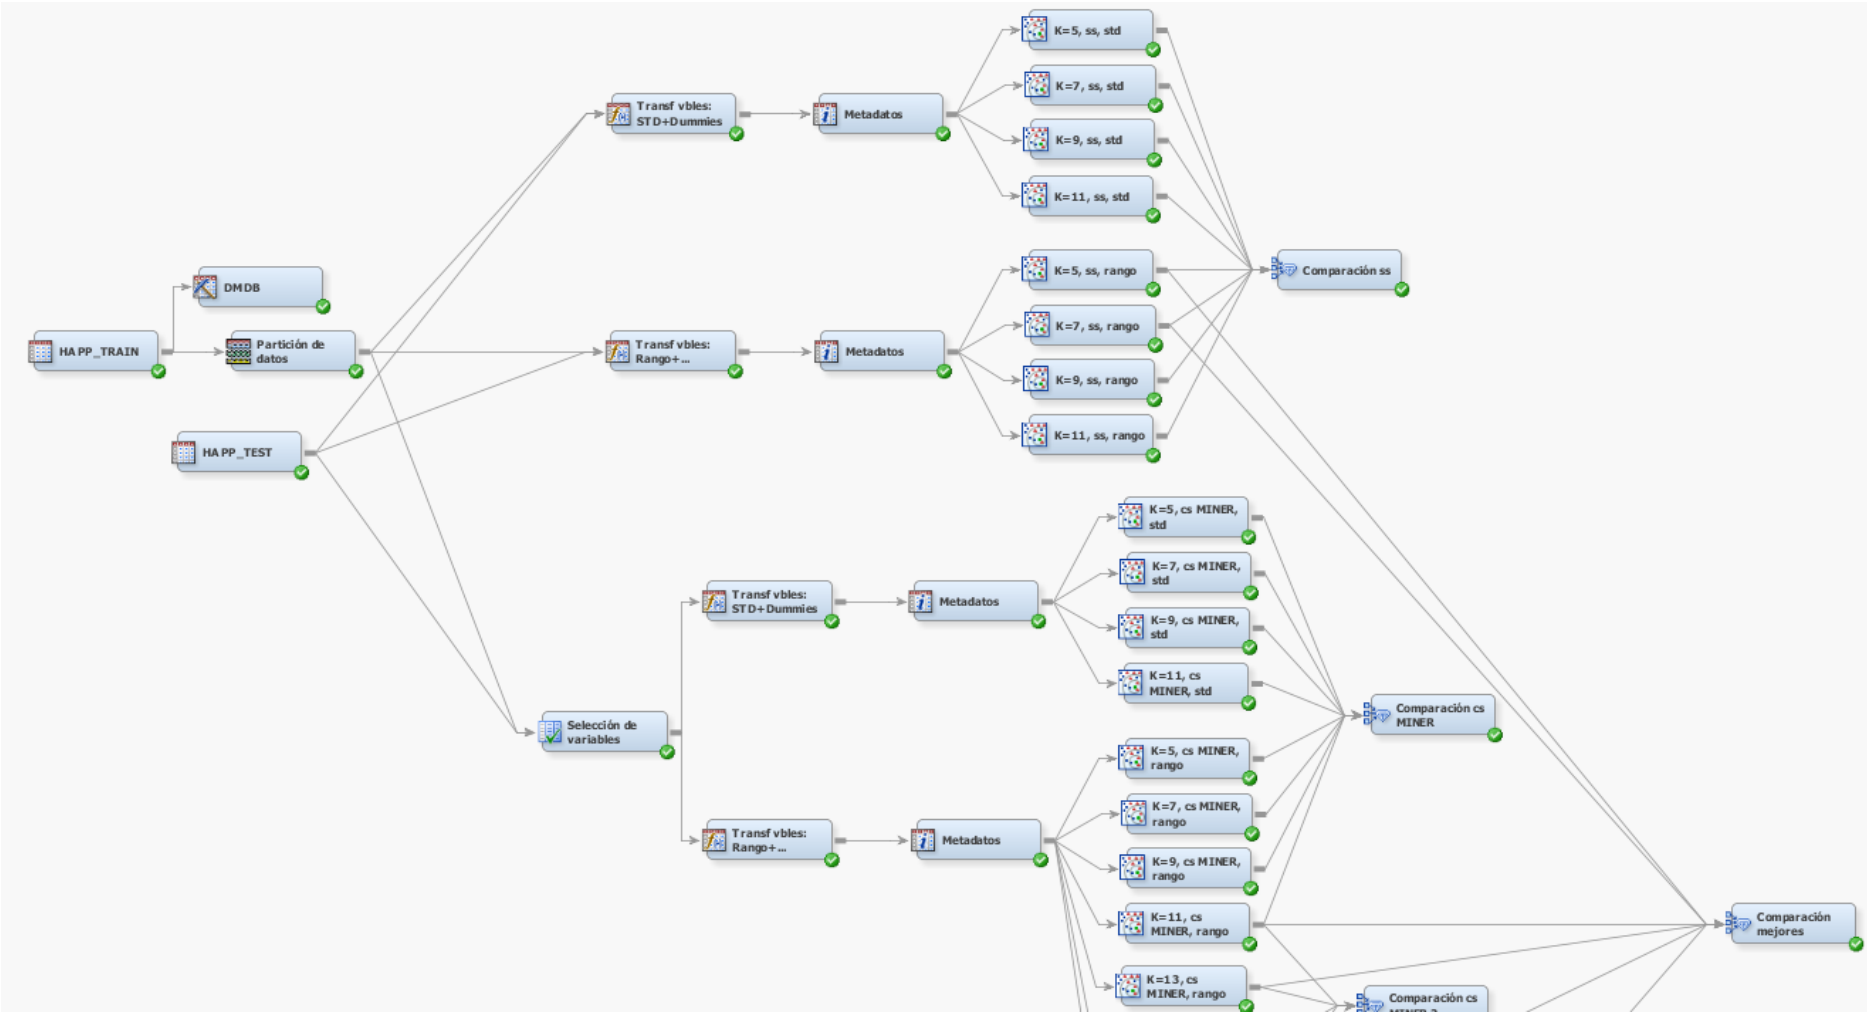 K=5, ss, std
K=7, ss, std
K=9, ss, std
K=11, ss, std
Transf vbles:
STD+Dummies
Metadatos
K=5, ss, rango
K=7, ss, rango
K=9, ss, rango
K=11, ss, rango
Comparación ss
DMDB
HAPP_TRAIN
Partición de
datos
Transf vbles:
Rango+...
Metadatos
HAPP_TEST
K=5, cs MINER,
std
K=7, cs MINER,
std
K=9, cs MINER,
std
K=11, cs
MINER, std
Transf vbles:
STD+Dummies
Metadatos
Comparación cs
MINER
Selección de
variables
K=5, cs MINER,
rango
K=7, cs MINER,
rango
K=9, cs MINER,
rango
K=11, cs
MINER, rango
Transf vbles:
Rango+...
Metadatos
Comparación
mejores
K=13, cs
MINER, rango
Comparación cs